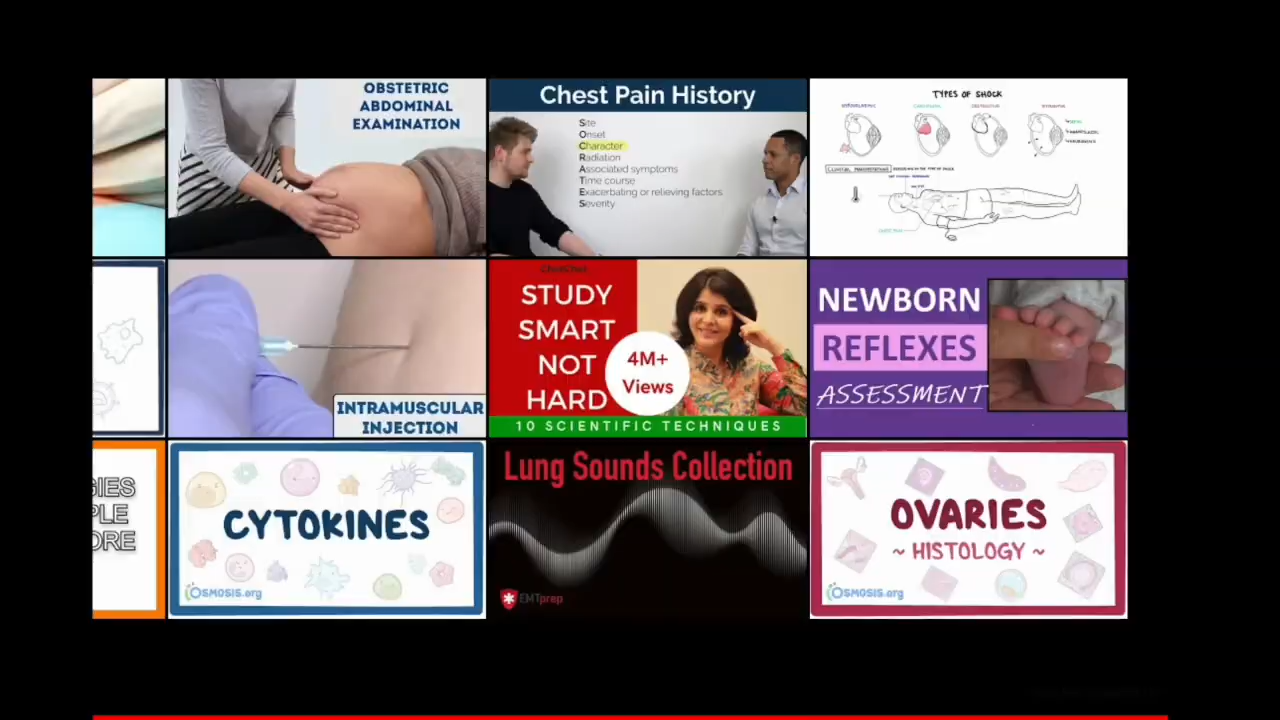 OBSTETRIC
ABDOMINAL
EXAMINATION
Chest Pain History
Site
Onset
Character
Radiation
Associated symptoms
Time course
Exacerbating or relieving factors
Severity
TYPES OF SHOCK
INTRAMUSCULAR
INJECTION
STUDY
SMART
NOT
HARD
4M+
Views
10 SCIENTIFIC TECHNIQUES
NEWBORN
REFLEXES
ASSESSMENT
GIES
PLE
ORE
CYTOKINES
OSMOSIS.org
Lung Sounds Collection
EMTprep
OVARIES
~ HISTOLOGY ~
OSMOSIS.org